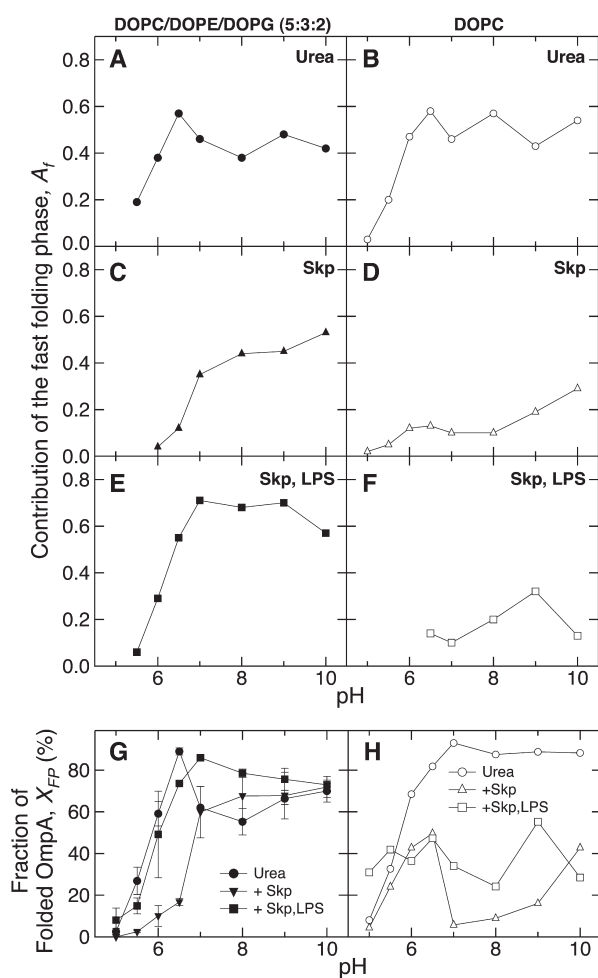 DOPC/DOPE/DOPG (5:3:2) DOPC
A Urea B Urea
0.8
0.6
0.4
0.2
0.0
C Skp D Skp
0.8
0.6
0.4
0.2
0.0
E Skp, LPS F Skp, LPS
0.8
0.6
0.4
0.2
0.0
Contribution of the fast folding phase, Af
6 8 10 6 8 10
pH
G H
80
60
40
20
0
Fraction of
Folded OmpA, XFP (%)
Urea
+ Skp
+ Skp,LPS
Urea
+Skp
+Skp,LPS
6 8 10 6 8 10
pH